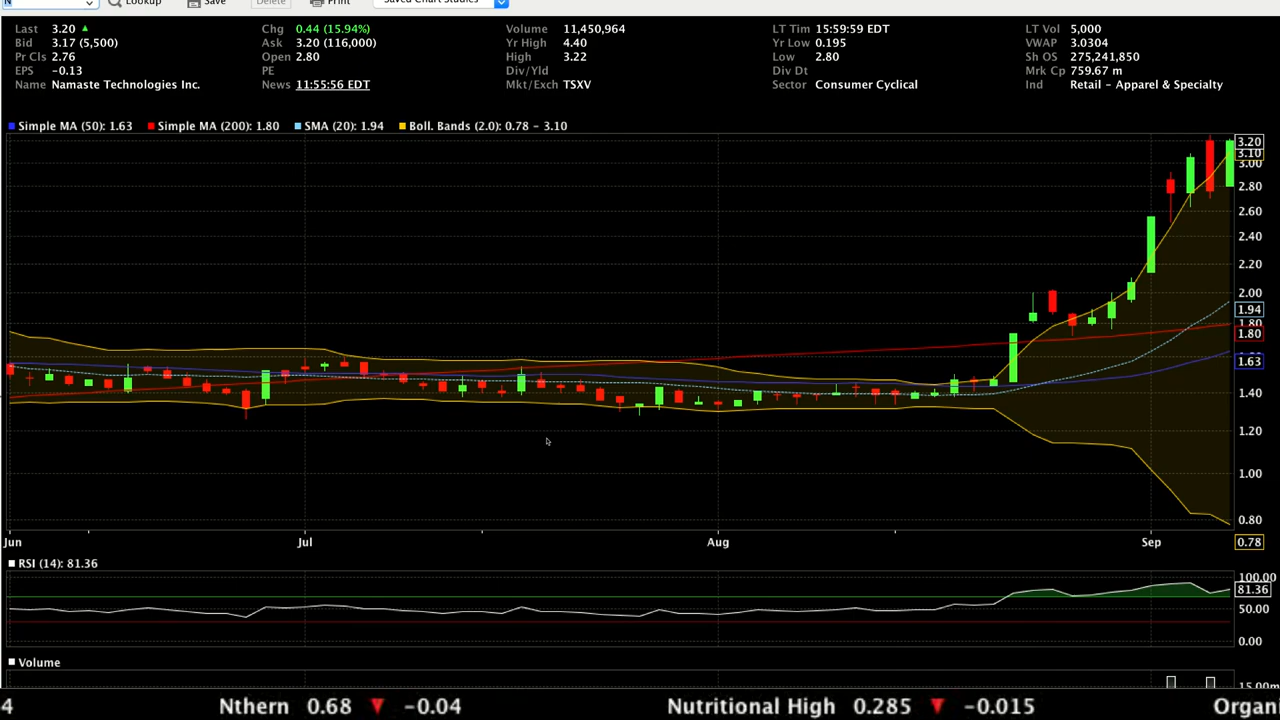 N Lookup Save Delete Print Saved Chart Studies
Last 3.20 Chg 0.44 (15.94%) Volume 11,450,964 LT Tim 15:59:59 EDT LT Vol 5,000
Bid 3.17 (5,500) Ask 3.20 (116,000) Yr High 4.40 Yr Low 0.195 VWAP 3.0304
Pr Cls 2.76 Open 2.80 High 3.22 Low 2.80 Sh OS 275,241,850
EPS -0.13 PE Div/Yld Div Dt Mrk Cp 759.67 m
Name Namaste Technologies Inc. News 11:55:56 EDT Mkt/Exch TSXV Sector Consumer Cyclical Ind Retail - Apparel & Specialty
Simple MA (50): 1.63 Simple MA (200): 1.80 SMA (20): 1.94 Boll. Bands (2.0): 0.78 - 3.10
3.20
3.10
3.00
2.80
2.60
2.40
2.20
2.00
1.94
1.80
1.80
1.63
1.40
1.20
1.00
0.80
Jun Jul Aug Sep 0.78
RSI (14): 81.36
100.00
81.36
50.00
0.00
Volume
15.00m
4 Nthern 0.68 ▼ -0.04 Nutritional High 0.285 ▼ -0.015 Organi